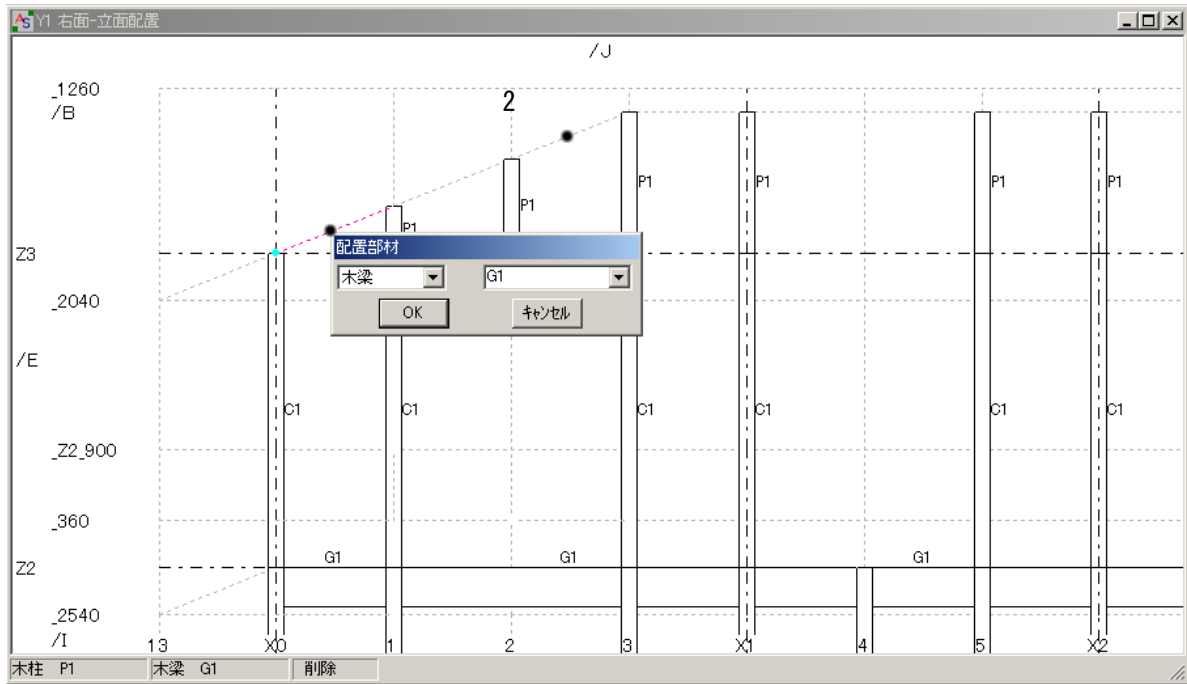 Y1 右面-立面配置
/J
_1260
/B
2
P1
P1
P1
P1
P1
P1
Z3
配置部材
木梁
G1
OK
キャンセル
_2040
/E
C1
C1
C1
C1
C1
C1
_Z2_900
_360
G1
G1
G1
Z2
_2540
/I
13
X0
1
2
3
X1
4
5
X2
木柱 P1
木梁 G1
削除